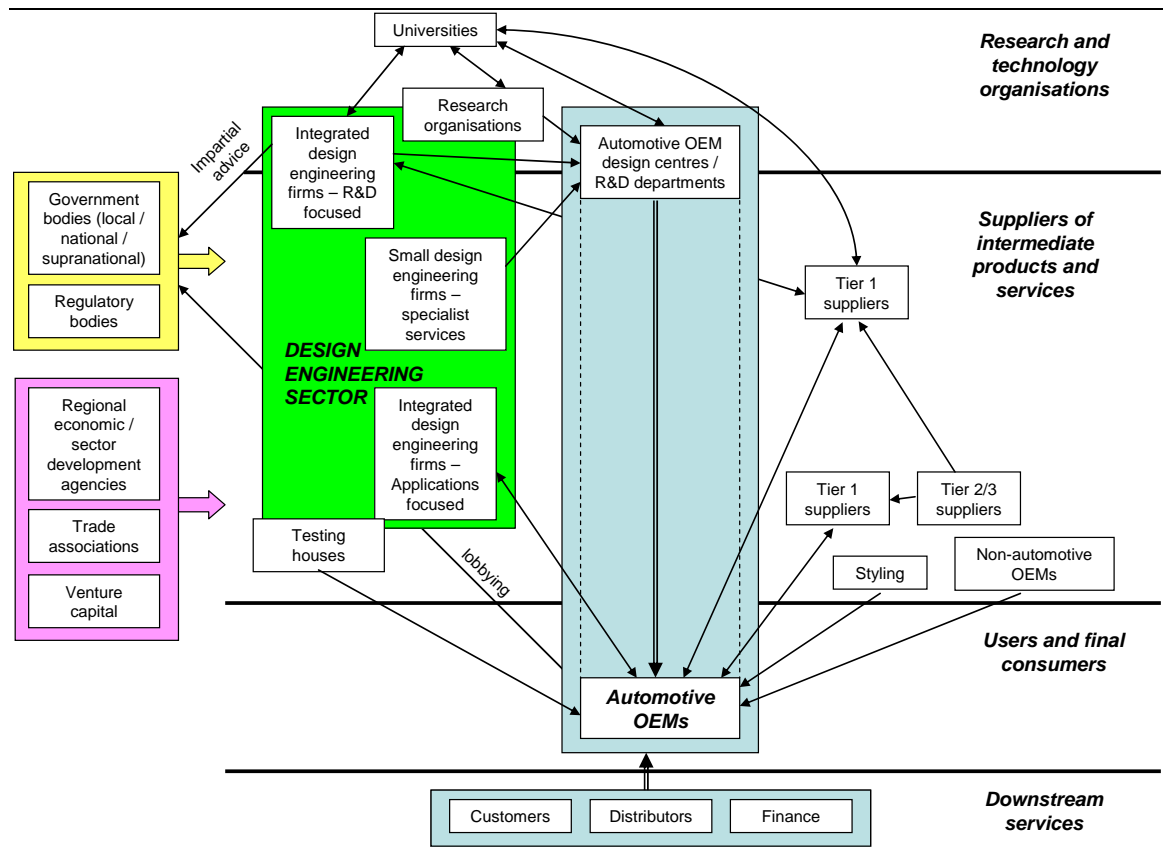 Universities
Research and
technology
organisations
Research
organisations
Integrated
design
engineering
firms – R&D
focused
Automotive OEM
design centres /
R&D departments
Impartial
advice
Government
bodies (local /
national /
supranational)
Regulatory
bodies
Small design
engineering
firms –
specialist
services
Suppliers of
intermediate
products and
services
Tier 1
suppliers
DESIGN
ENGINEERING
SECTOR
Regional
economic /
sector
development
agencies
Trade
associations
Venture
capital
Integrated
design
engineering
firms –
Applications
focused
Testing
houses
lobbying
Tier 1
suppliers
Tier 2/3
suppliers
Styling
Non-automotive
OEMs
Users and final
consumers
Automotive
OEMs
Customers
Distributors
Finance
Downstream
services